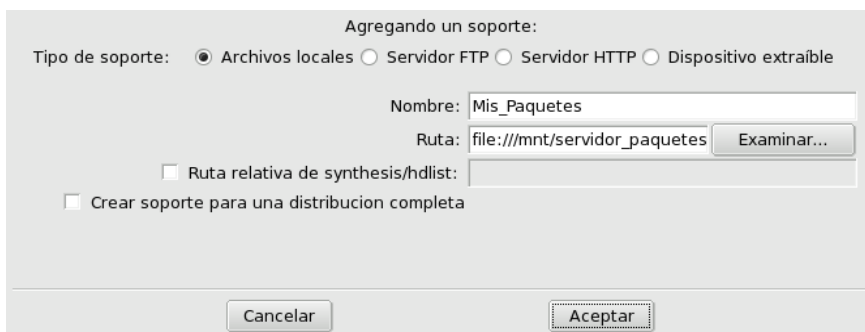 Agregando un soporte:
Tipo de soporte: Archivos locales Servidor FTP Servidor HTTP Dispositivo extraíble
Nombre: Mis_Paquetes
Ruta: file:///mnt/servidor_paquetes Examinar...
Ruta relativa de synthesis/hdlist:
Crear soporte para una distribucion completa
Cancelar Aceptar